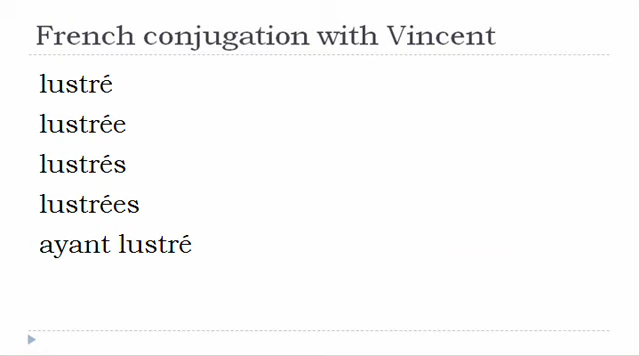 French conjugation with Vincent
lustré
lustrée
lustrés
lustrées
ayant lustré